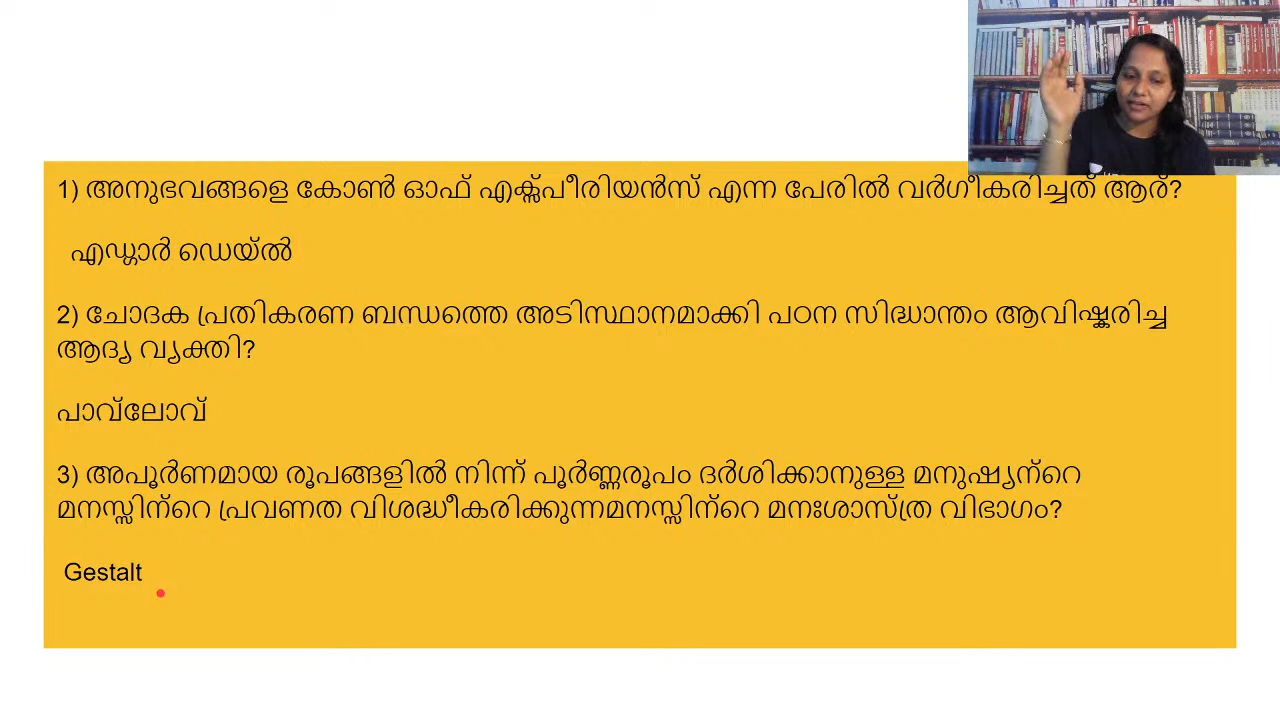 1) അനുഭവങ്ങളെ കോൺ ഓഫ് എക്സ്പീരിയൻസ് എന്ന പേരിൽ വർഗീകരിച്ചത് ആര്?
എഡ്ഗാർ ഡെയ്ൽ
2) ചോദക പ്രതികരണ ബന്ധത്തെ അടിസ്ഥാനമാക്കി പഠന സിദ്ധാന്തം ആവിഷ്കരിച്ച
ആദ്യ വ്യക്തി?
പാവ്ലോവ്
3) അപൂർണമായ രൂപങ്ങളിൽ നിന്ന് പൂർണ്ണരൂപം ദർശിക്കാനുള്ള മനുഷ്യന്റെ
മനസ്സിന്റെ പ്രവണത വിശദ്ധീകരിക്കുന്നമനസ്സിന്റെ മനഃശാസ്ത്ര വിഭാഗം?
Gestalt